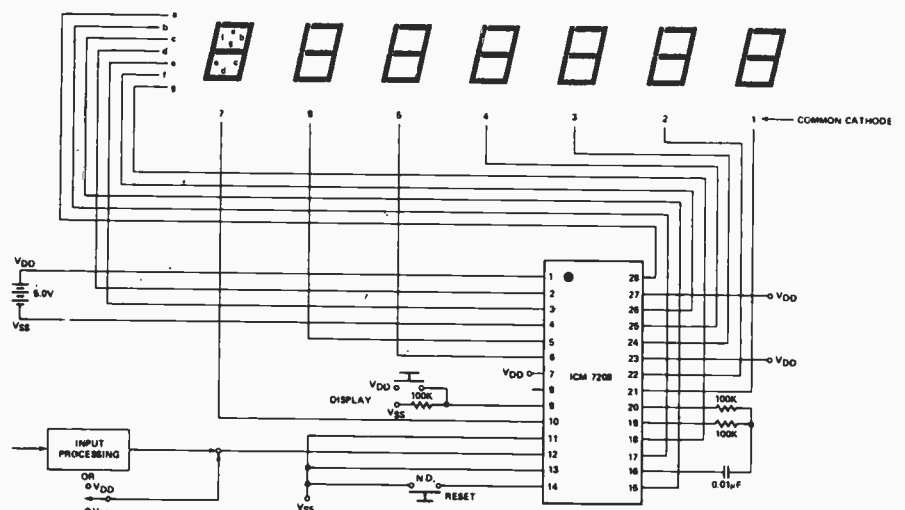 a
b
c
d
e
f
g
a
f b
g
e c
d
7 6 5 4 3 2 1 COMMON CATHODE
VDD
5.0V
VSS
1 28
2 27 VDD
3 26
4 25
5 24
6 23 VDD
VDD 7 ICM 7208 22
8 21
VDD
DISPLAY 100K
VSS
9 20 100K
10 19 100K
11 18
12 17
13 16 0.01µF
14 15
INPUT
PROCESSING
OR
VDD
VSS
N.O.
RESET